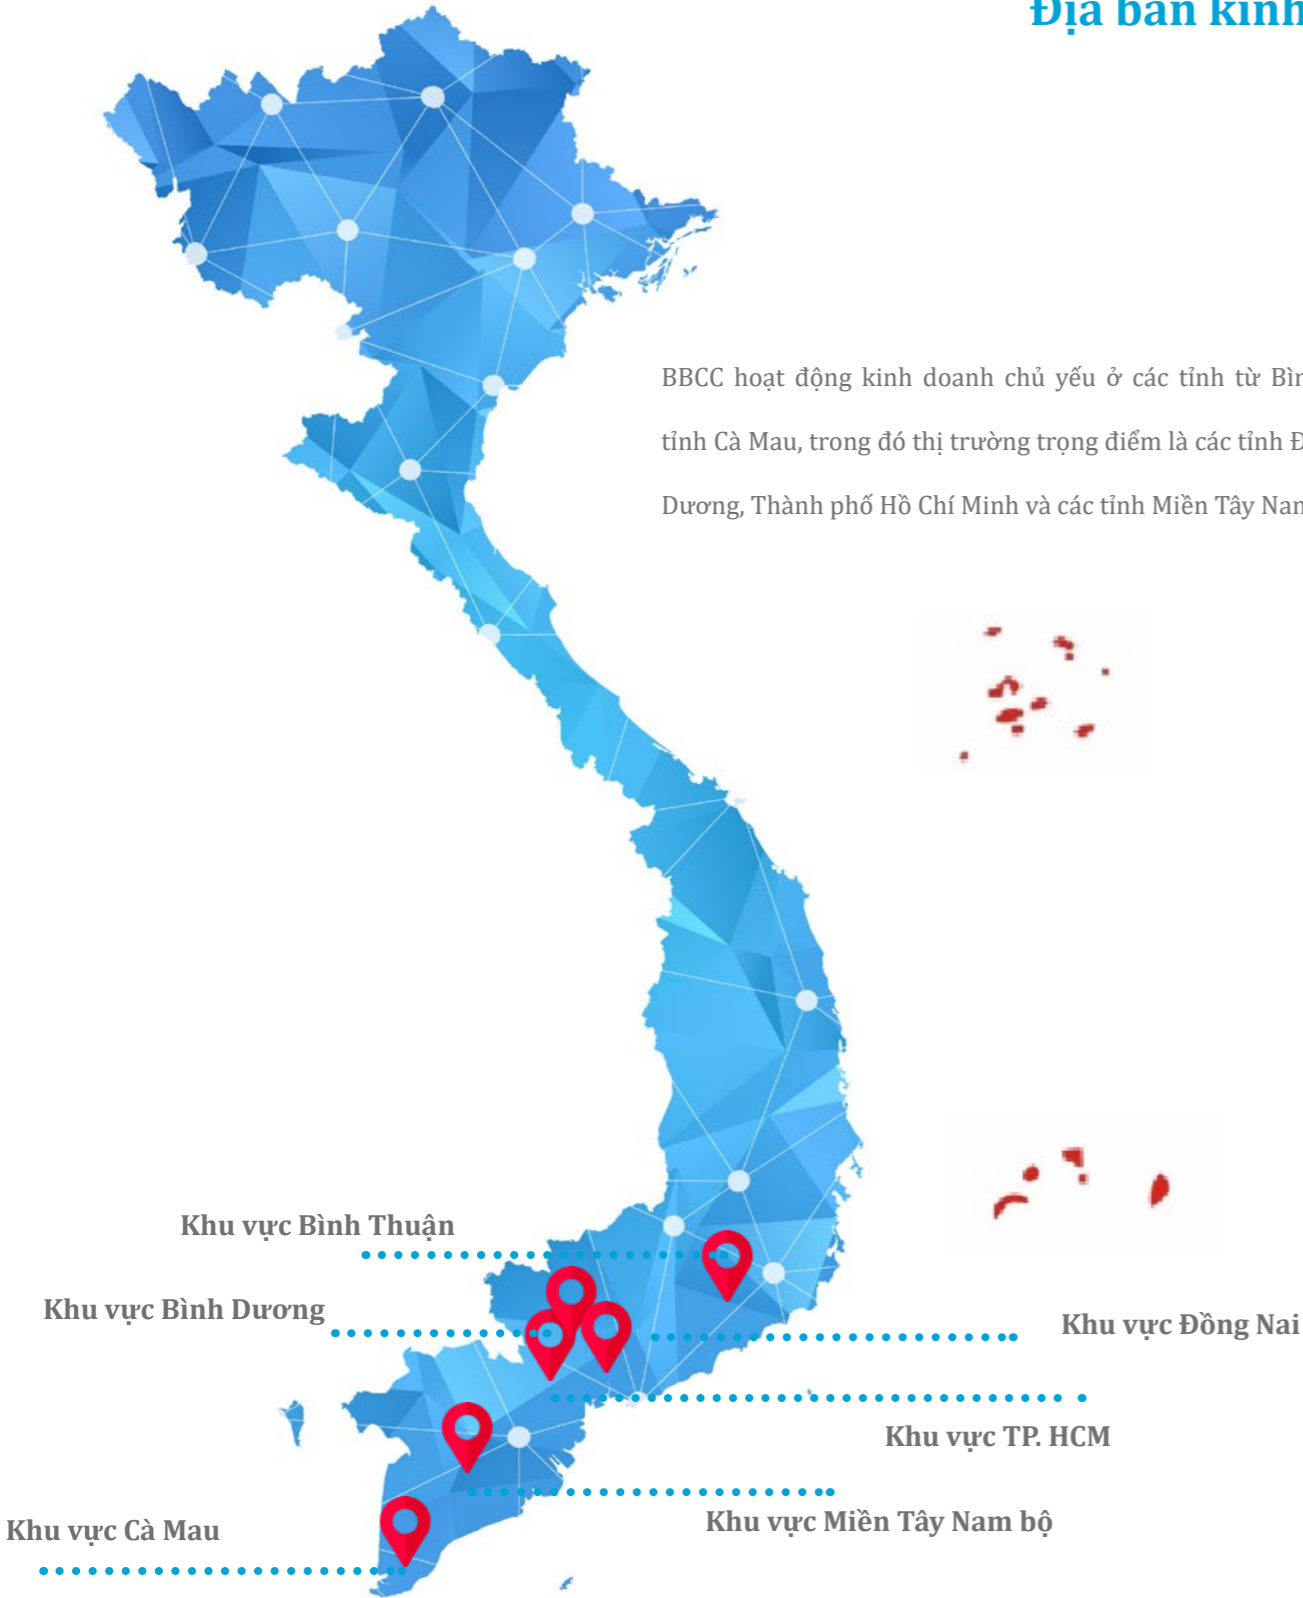 Địa bàn kinh
BBCC hoạt động kinh doanh chủ yếu ở các tỉnh từ
tỉnh Cà Mau, trong đó thị trường trọng điểm là các tỉnh
Dương, Thành phố Hồ Chí Minh và các tỉnh Miền Tây Nam
Khu vực Bình Thuận
Khu vực Bình Dương
Khu vực Đồng Nai
Khu vực TP. HCM
Khu vực Miền Tây Nam bộ
Khu vực Cà Mau